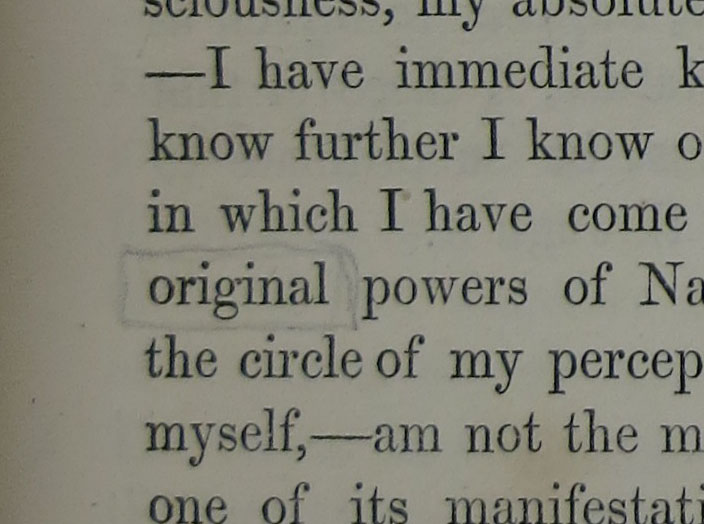 sciousness, my absolute
—I have immediate k
know further I know o
in which I have come
original powers of Na
the circle of my percep
myself,—am not the m
one of its manifestati